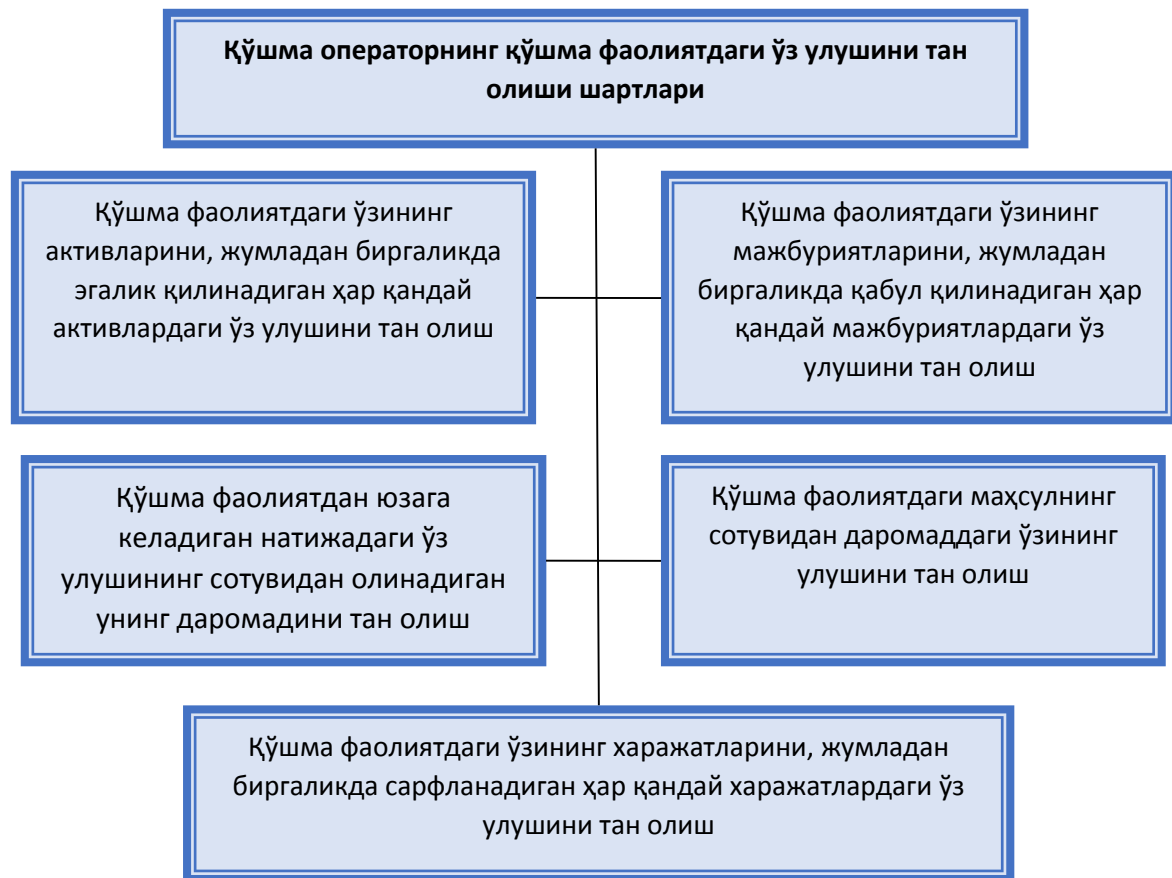 Қўшма операторнинг қўшма фаолиятдаги ўз улушини тан
олиши шартлари
Қўшма фаолиятдаги ўзининг
активларини, жумладан биргаликда
эгалик қилинадиган ҳар қандай
активлардаги ўз улушини тан олиш
Қўшма фаолиятдаги ўзининг
мажбуриятларини, жумладан
биргаликда қабул қилинадиган ҳар
қандай мажбуриятлардаги ўз
улушини тан олиш
Қўшма фаолиятдан юзага
келадиган натижадаги ўз
улушининг сотувидан олинадиган
унинг даромадини тан олиш
Қўшма фаолиятдаги маҳсулнинг
сотувидан даромаддаги ўзининг
улушини тан олиш
Қўшма фаолиятдаги ўзининг харажатларини, жумладан
биргаликда сарфланадиган ҳар қандай харажатлардаги ўз
улушини тан олиш